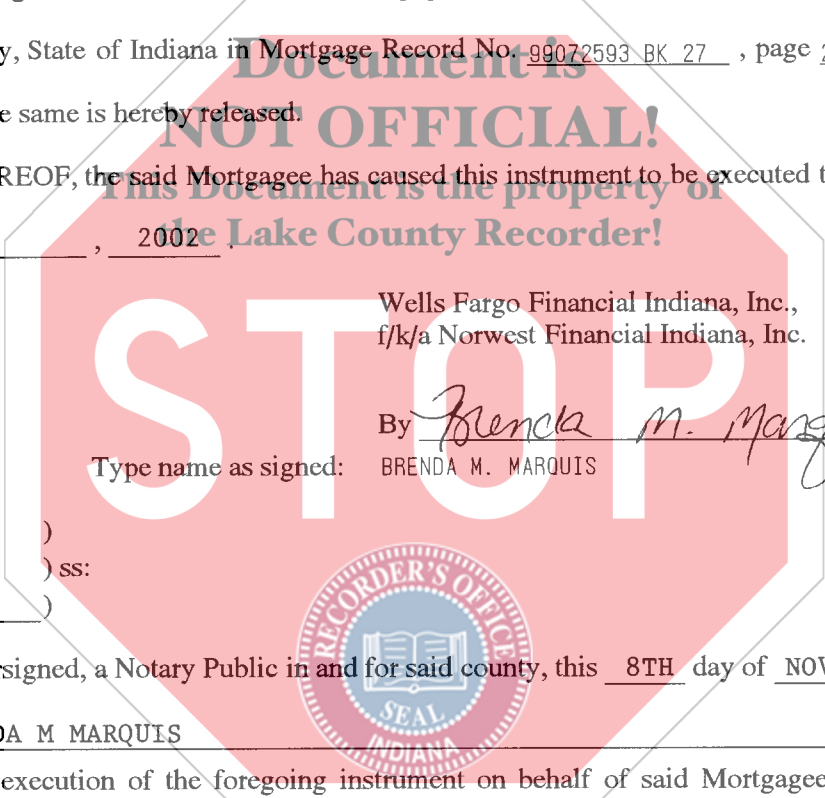 y, State of Indiana in Mortgage Record No. 99072593 BK 27 , page 2
Document is
e same is hereby released.
NOT OFFICIAL!
REOF, the said Mortgagee has caused this instrument to be executed t
This Document is the property of
the Lake County Recorder!
, 2002 .
Wells Fargo Financial Indiana, Inc.,
f/k/a Norwest Financial Indiana, Inc.
STOP
By Brenda M. Marq
Type name as signed: BRENDA M. MARQUIS
)
) ss:
)
RECORDER'S OFFICE
SEAL
INDIANA
rsigned, a Notary Public in and for said county, this 8TH day of NOV
DA M MARQUIS
execution of the foregoing instrument on behalf of said Mortgagee